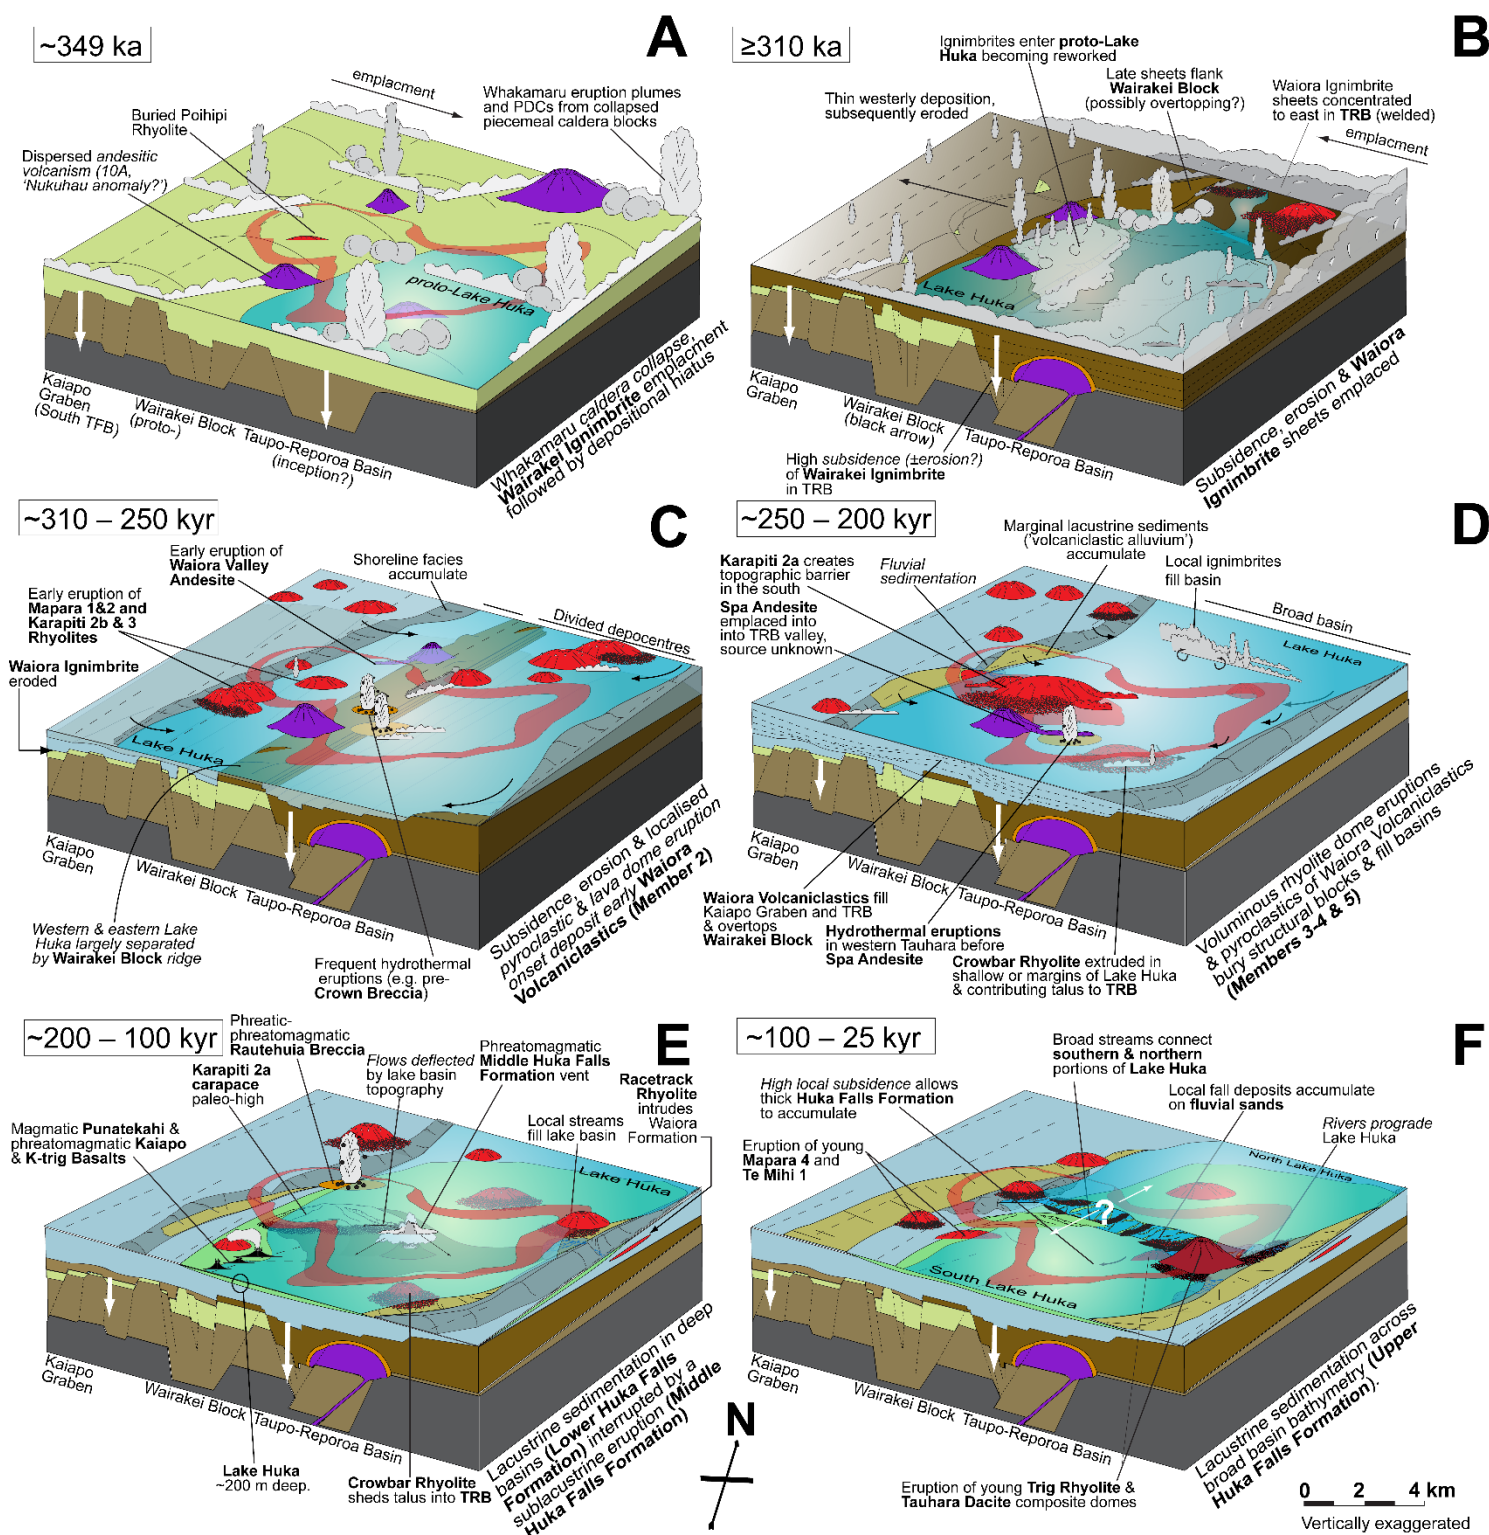 ~349 ka
A
emplacment
Whakamaru eruption plumes
and PDCs from collapsed
piecemeal caldera blocks
Buried Poihipi
Rhyolite
Dispersed andesitic
volcanism (10A,
‘Nukuhau anomaly?’)
proto-Lake Huka
Kaiapo
Graben
(South TFB)
Wairakei Block
(proto-)
Taupo-Reporoa Basin
(inception?)
Whakamaru caldera collapse,
Wairakei Ignimbrite emplacment
followed by depositional hiatus
≥310 ka
B
Ignimbrites enter proto-Lake
Huka becoming reworked
Late sheets flank
Wairakei Block
(possibly overtopping?)
Waiora Ignimbrite
sheets concentrated
to east in TRB (welded)
Thin westerly deposition,
subsequently eroded
emplacment
Lake Huka
Kaiapo
Graben
Wairakei Block
(black arrow)
Taupo-Reporoa Basin
High subsidence (±erosion?)
of Wairakei Ignimbrite
in TRB
Subsidence, erosion & Waiora
Ignimbrite sheets emplaced
~310 – 250 kyr
C
Early eruption of
Waiora Valley
Andesite
Shoreline facies
accumulate
Early eruption of
Mapara 1&2 and
Karapiti 2b & 3
Rhyolites
Divided depocentres
Waiora Ignimbrite
eroded
Lake Huka
Kaiapo
Graben
Wairakei Block
Taupo-Reporoa Basin
Western & eastern Lake
Huka largely separated
by Wairakei Block ridge
Frequent hydrothermal
eruptions (e.g. pre-
Crown Breccia)
Subsidence, erosion & localised
pyroclastic & lava dome eruption
onset deposit early Waiora
Volcaniclastics (Member 2)
~250 – 200 kyr
D
Marginal lacustrine sediments
('volcaniclastic alluvium')
accumulate
Karapiti 2a creates
topographic barrier
in the south
Fluvial
sedimentation
Local ignimbrites
fill basin
Spa Andesite
emplaced into
into TRB valley,
source unknown
Broad basin
Lake Huka
Kaiapo
Graben
Wairakei Block
Taupo-Reporoa Basin
Waiora Volcaniclastics fill
Kaiapo Graben and TRB
& overtops
Wairakei Block
Hydrothermal eruptions
in western Tauhara before
Spa Andesite
Crowbar Rhyolite extruded in
shallow or margins of Lake Huka
& contributing talus to TRB
Voluminous rhyolite dome eruptions
& pyroclastics of Waiora Volcaniclastics
bury structural blocks & fill basins
(Members 3-4 & 5)
~200 – 100 kyr
E
Phreatic-
phreatomagmatic
Rautehuia Breccia
Karapiti 2a
carapace
paleo-high
Flows deflected
by lake basin
topography
Phreatomagmatic
Middle Huka Falls
Formation vent
Racetrack
Rhyolite
intrudes
Waiora
Formation
Magmatic Punatekahi &
phreatomagmatic Kaiapo
& K-trig Basalts
Local streams
fill lake basin
Lake Huka
Kaiapo
Graben
Wairakei Block
Taupo-Reporoa Basin
Lake Huka
~200 m deep.
Crowbar Rhyolite
sheds talus into TRB
Lacustrine sedimentation in deep
basins (Lower Huka Falls
Formation) interrupted by a
sublacustrine eruption (Middle
Huka Falls Formation)
~100 – 25 kyr
F
Broad streams connect
southern & northern
portions of Lake Huka
High local subsidence allows
thick Huka Falls Formation
to accumulate
Local fall deposits accumulate
on fluvial sands
Rivers prograde
Lake Huka
Eruption of young
Mapara 4 and
Te Mihi 1
North Lake Huka
?
South Lake Huka
Kaiapo
Graben
Wairakei Block
Taupo-Reporoa Basin
Eruption of young Trig Rhyolite &
Tauhara Dacite composite domes
Lacustrine sedimentation across
broad basin bathymetry (Upper
Huka Falls Formation).
N
0 2 4 km
Vertically exaggerated